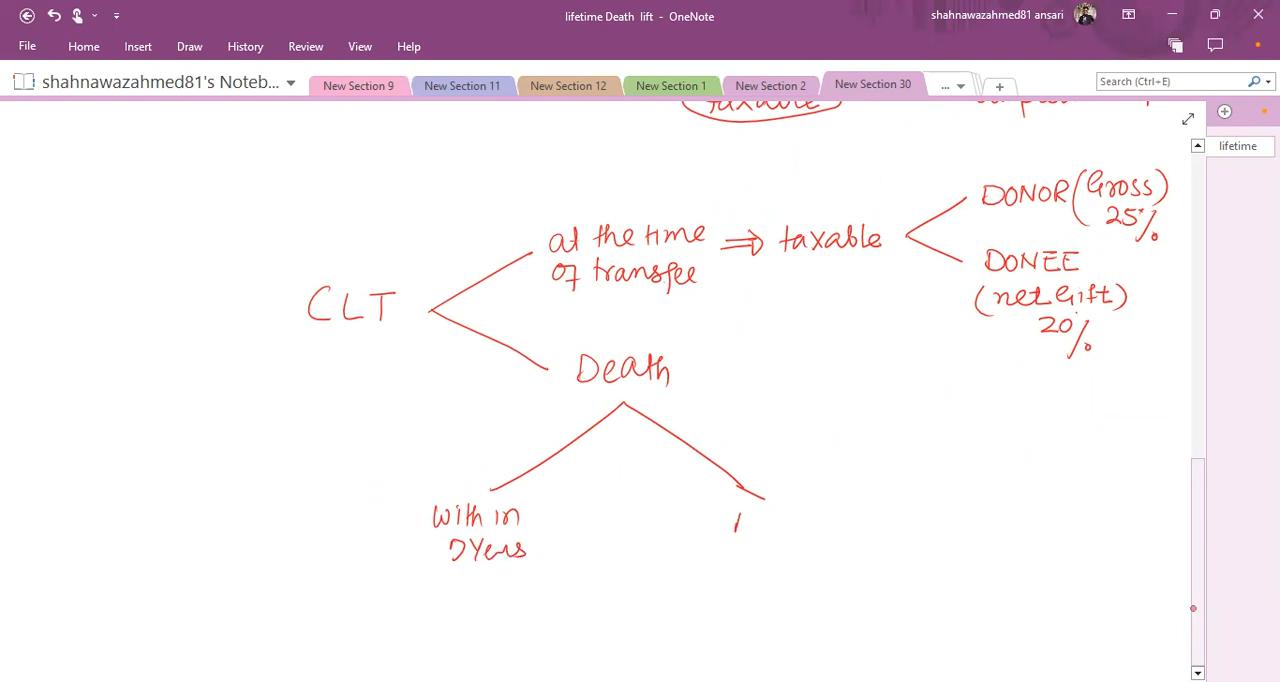 lifetime Death lift - OneNote
shahnawazahmed81 ansari
File Home Insert Draw History Review View Help
shahnawazahmed81's Noteb...
New Section 9 New Section 11 New Section 12 New Section 1 New Section 2 New Section 30 ...
Search (Ctrl+E)
lifetime
taxable
CLT
at the time
of transfee
⇒ taxable
DONOR (Gross)
25%
DONEE
(net Gift)
20%
Death
With in
7Yers